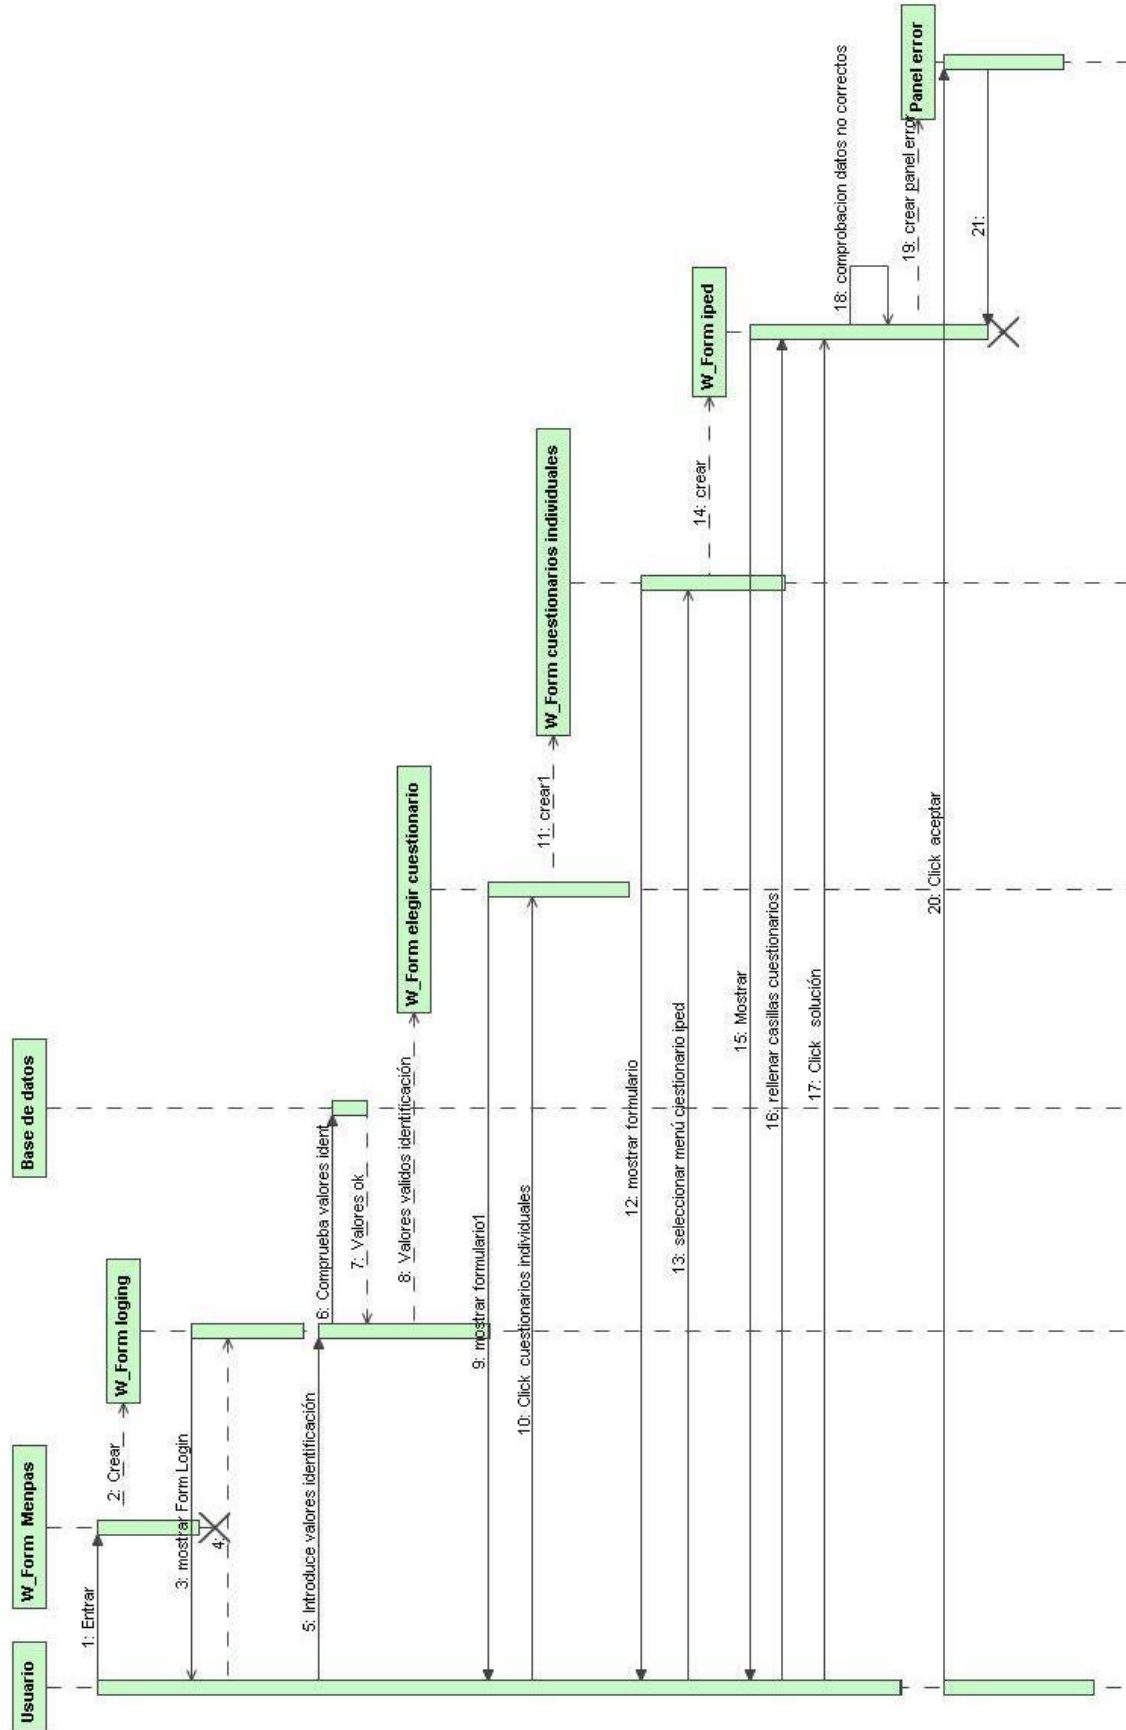 Usuario
W_Form Menpas
W_Form loging
Base de datos
W_Form elegir cuestionario
W_Form cuestionarios individuales
W_Form iped
Panel error
1: Entrar
2: Crear
3: mostrar Form Login
4:
5: Introduce valores identificación
6: Comprueba valores ident
7: Valores ok
8: Valores validos identificación
9: mostrar formulario1
10: Click cuestionarios individuales
11: crear1
12: mostrar formulario
13: seleccionar menú cjestionario iped
14: crear
15: Mostrar
16: rellenar casillas cuestionarios
17: Click solución
18: comprobacion datos no correctos
19: crear panel error
20: Click aceptar
21: